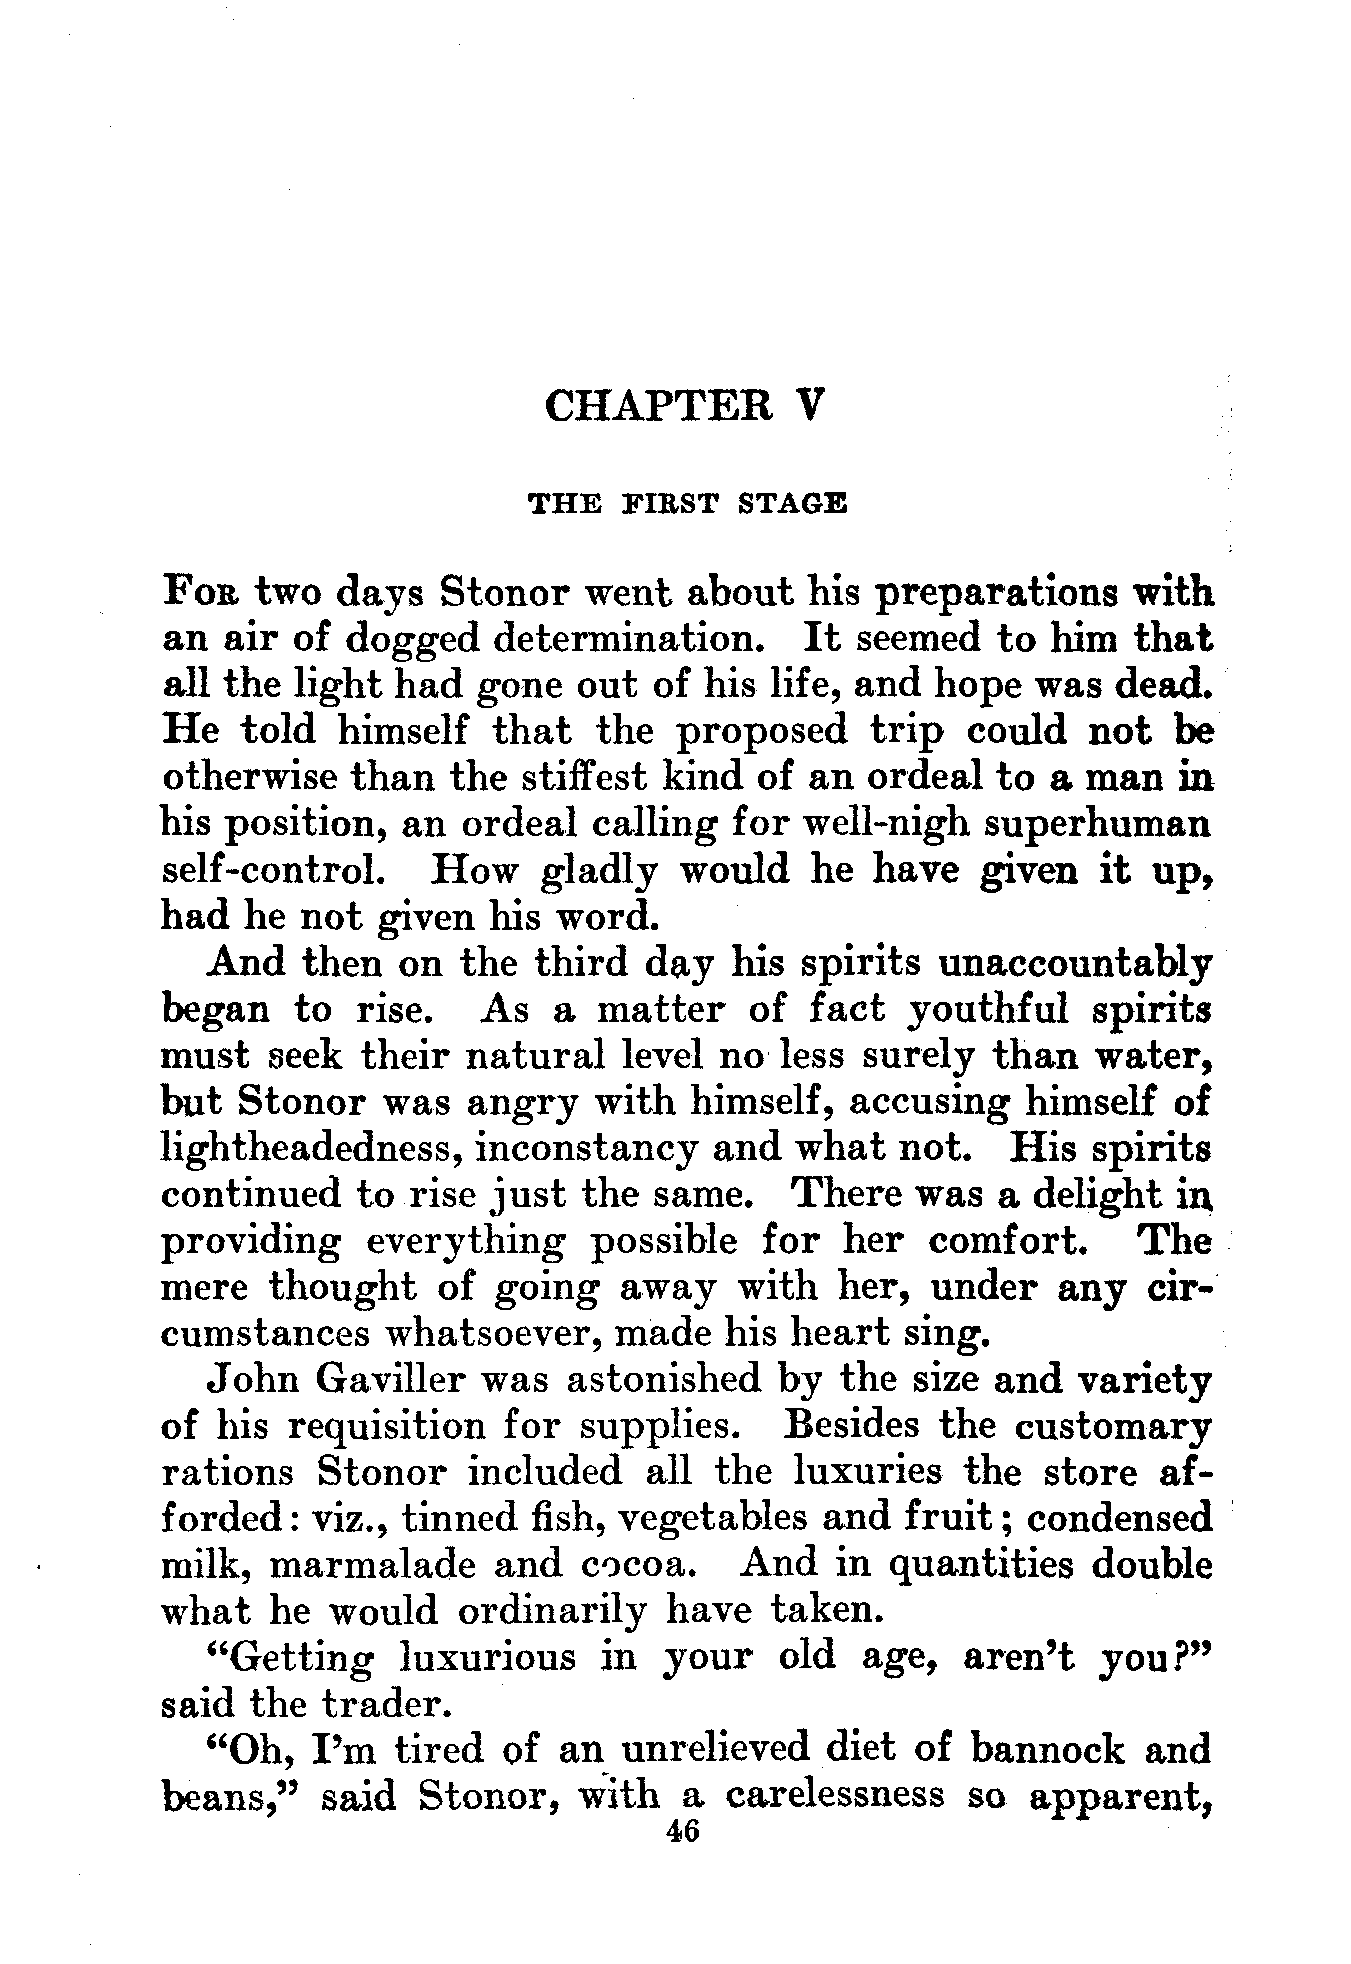 CHAPTER V
THE FIRST STAGE
FOR two days Stonor went about his preparations with
an air of dogged determination. It seemed to him that
all the light had gone out of his life, and hope was dead.
He told himself that the proposed trip could not be
otherwise than the stiffest kind of an ordeal to a man in
his position, an ordeal calling for well-nigh superhuman
self-control. How gladly would he have given it up,
had he not given his word.
And then on the third day his spirits unaccountably
began to rise. As a matter of fact youthful spirits
must seek their natural level no less surely than water,
but Stonor was angry with himself, accusing himself of
lightheadedness, inconstancy and what not. His spirits
continued to rise just the same. There was a delight in
providing everything possible for her comfort. The
mere thought of going away with her, under any cir-
cumstances whatsoever, made his heart sing.
John Gaviller was astonished by the size and variety
of his requisition for supplies. Besides the customary
rations Stonor included all the luxuries the store af-
forded: viz., tinned fish, vegetables and fruit; condensed
milk, marmalade and cocoa. And in quantities double
what he would ordinarily have taken.
“Getting luxurious in your old age, aren’t you?”
said the trader.
“Oh, I’m tired of an unrelieved diet of bannock and
beans,” said Stonor, with a carelessness so apparent,
46